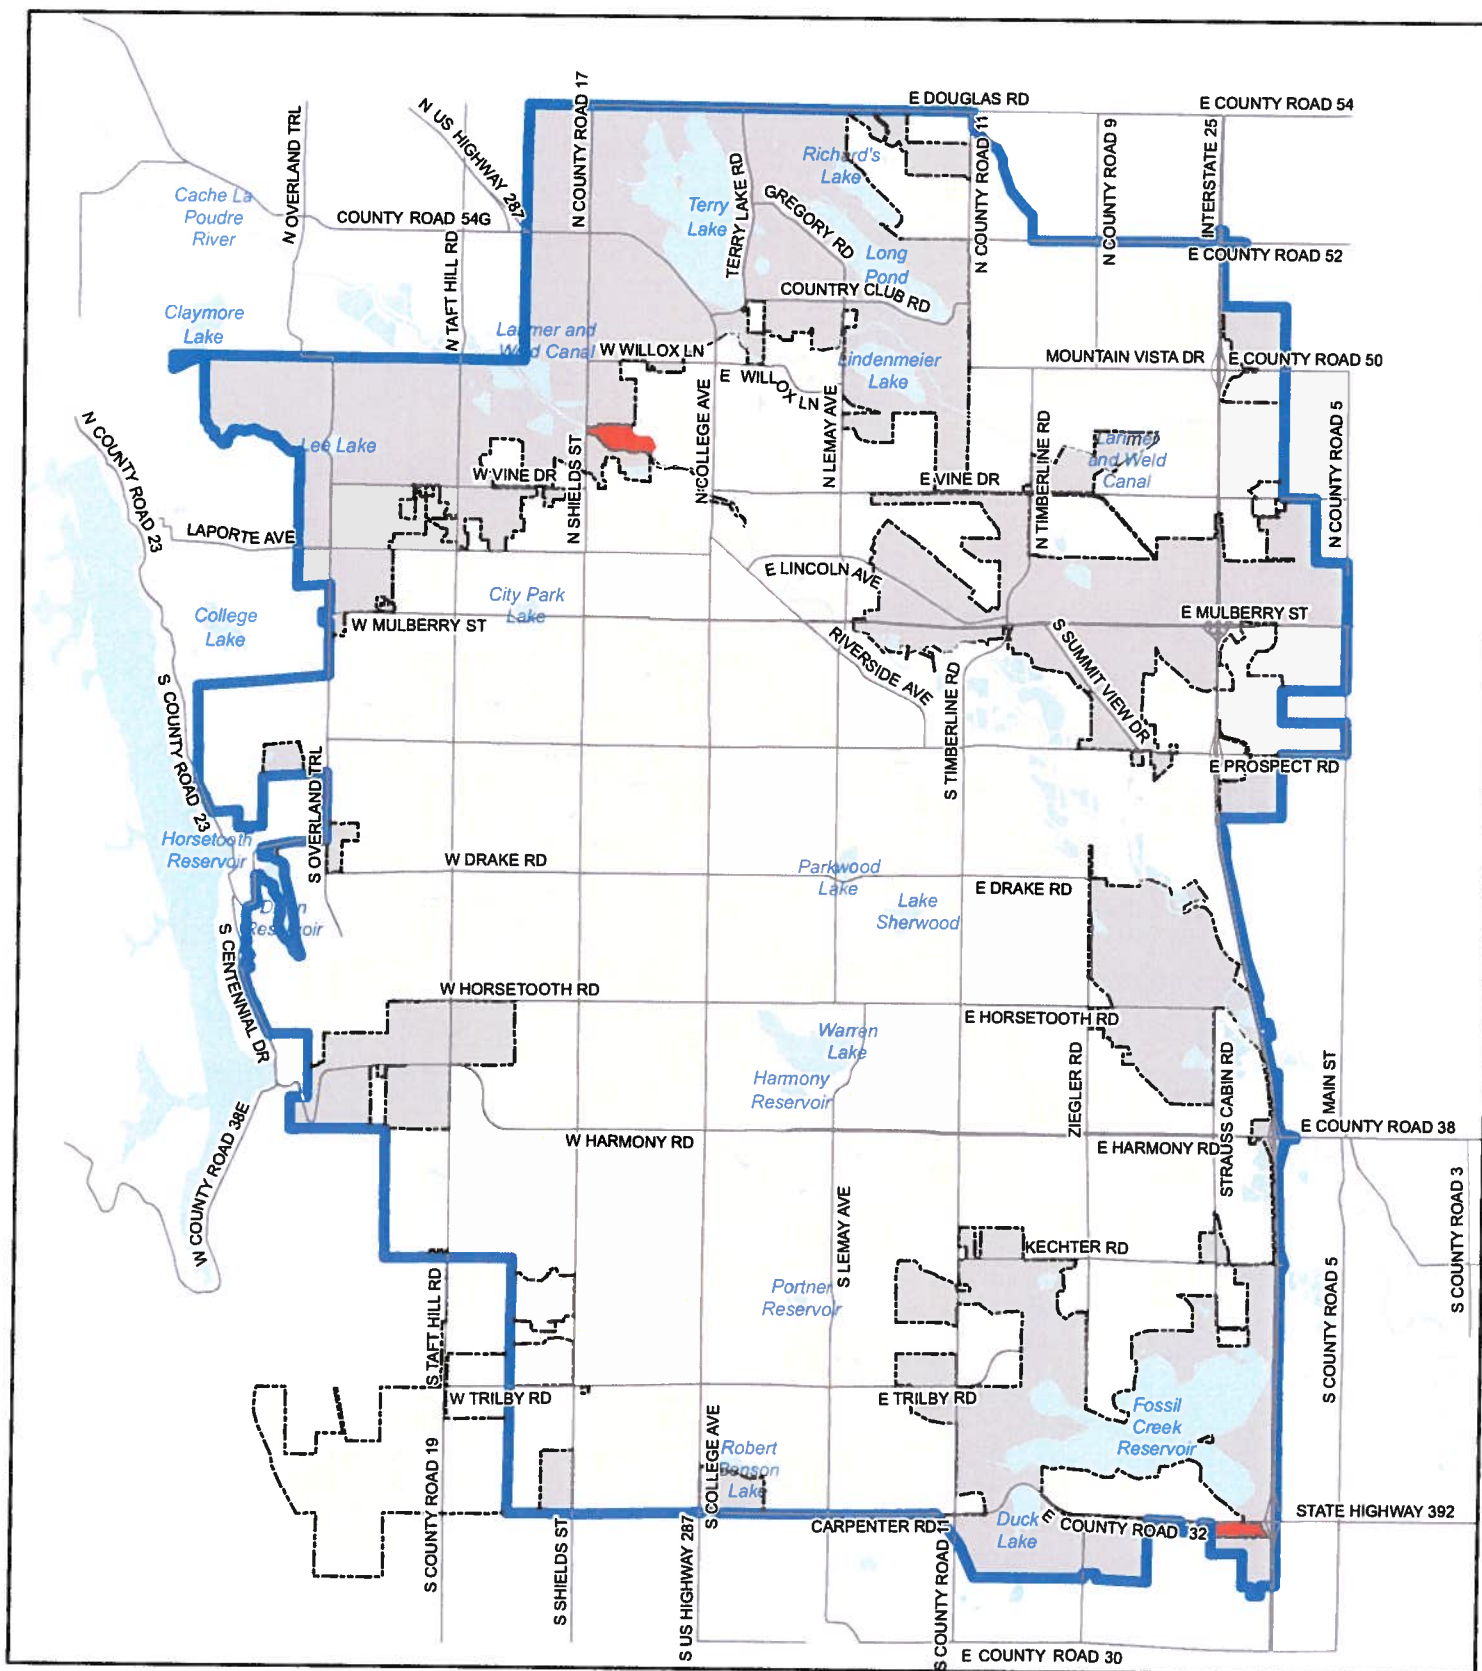 E DOUGLAS RD
E COUNTY ROAD 54
N US HIGHWAY 287
N OVERLAND TRL
N COUNTY ROAD 17
N COUNTY ROAD 11
N COUNTY ROAD 9
INTERSTATE 25
Richard's
Lake
Cache La
Poudre
River
COUNTY ROAD 54G
N TAFT HILL RD
Terry
Lake
TERRY LAKE RD
GREGORY RD
Long
Pond
E COUNTY ROAD 52
COUNTRY CLUB RD
Claymore
Lake
Larimer and
Weld Canal
W WILLOX LN
E WILLOX LN
Lindenmeier
Lake
MOUNTAIN VISTA DR
E COUNTY ROAD 50
N COLLEGE AVE
N LEMAY AVE
N TIMBERLINE RD
N COUNTY ROAD 5
N COUNTY ROAD 23
Lee Lake
W VINE DR
N SHIELDS ST
E VINE DR
Larimer
and Weld
Canal
LAPORTE AVE
E LINCOLN AVE
City Park
Lake
College
Lake
W MULBERRY ST
E MULBERRY ST
RIVERSIDE AVE
S SUMMIT VIEW DR
S TIMBERLINE RD
S COUNTY ROAD 23
S OVERLAND TRL
E PROSPECT RD
Horsetooth
Reservoir
W DRAKE RD
Parkwood
Lake
E DRAKE RD
Lake
Sherwood
Reservoir
S CENTENNIAL DR
W HORSETOOTH RD
E HORSETOOTH RD
Warren
Lake
Harmony
Reservoir
ZIEGLER RD
STRAUSS CABIN RD
MAIN ST
W COUNTY ROAD 38E
W HARMONY RD
E HARMONY RD
E COUNTY ROAD 38
S COUNTY ROAD 3
S LEMAY AVE
KECHTER RD
S TAFT HILL RD
Portner
Reservoir
S COUNTY ROAD 5
W TRILBY RD
E TRILBY RD
Fossil
Creek
Reservoir
S COUNTY ROAD 19
S COLLEGE AVE
Robert
Benson
Lake
S SHIELDS ST
S US HIGHWAY 287
CARPENTER RD
S COUNTY ROAD 11
Duck
Lake
E COUNTY ROAD 32
STATE HIGHWAY 392
E COUNTY ROAD 30